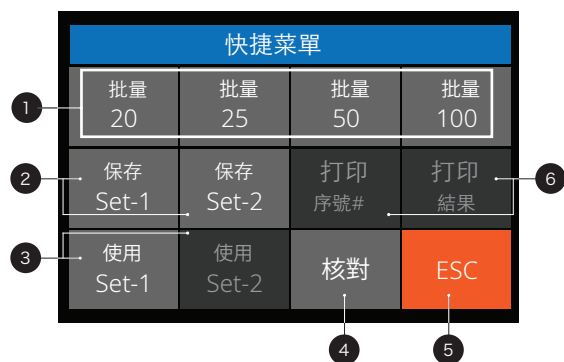 快捷菜單
1
批量
20
批量
25
批量
50
批量
100
2
保存
Set-1
保存
Set-2
打印
序號#
打印
結果
6
3
使用
Set-1
使用
Set-2
核對
ESC
4
5